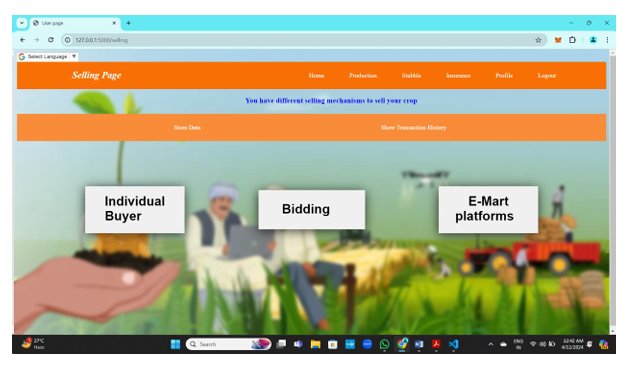 User page
127.0.0.1:5000/selling
Select Language ▼
Selling Page
Home Production Stubble Insurance Profile Logout
You have different selling mechanisms to sell your crop
Show Data Show Transaction History
Individual
Buyer
Bidding
E-Mart
platforms
27°C
Haze
Search
ENG
IN
12:42 AM
4/12/2024